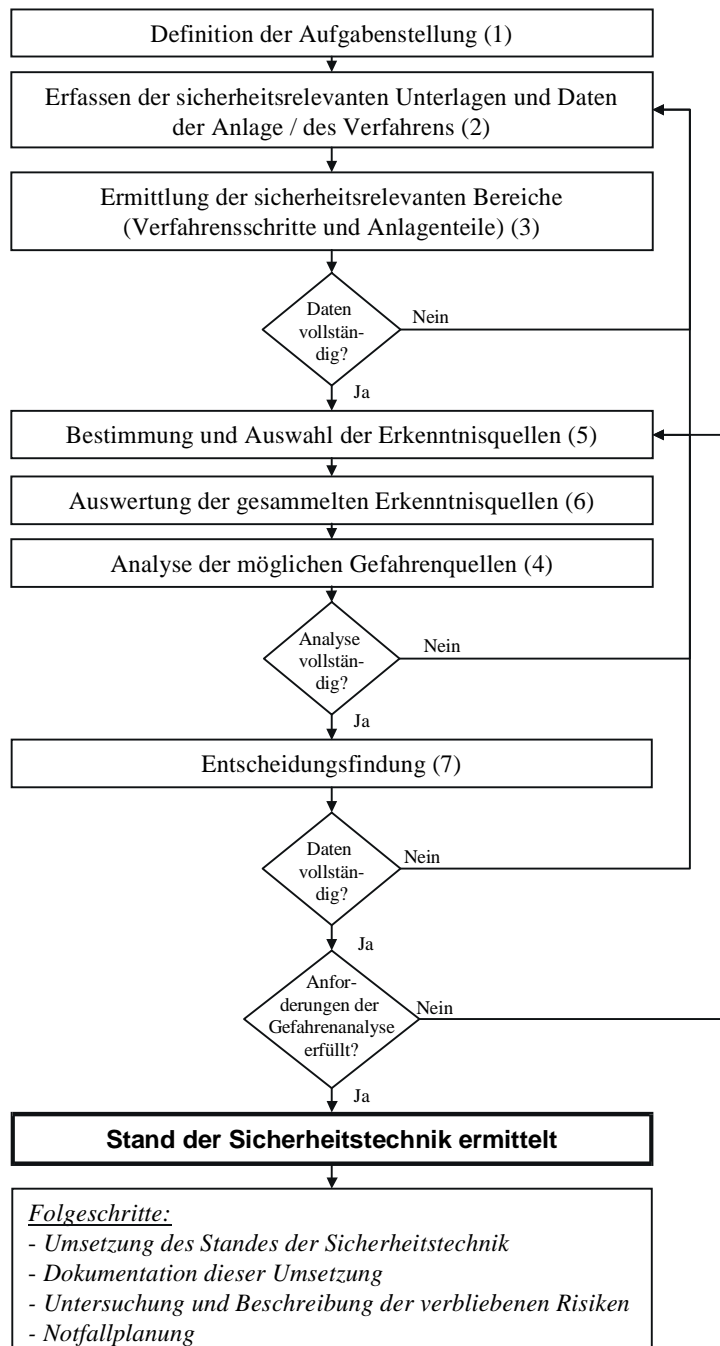 Definition der Aufgabenstellung (1)
Erfassen der sicherheitsrelevanten Unterlagen und Daten
der Anlage / des Verfahrens (2)
Ermittlung der sicherheitsrelevanten Bereiche
(Verfahrensschritte und Anlagenteile) (3)
Daten
vollstän-
dig?
Nein
Ja
Bestimmung und Auswahl der Erkenntnisquellen (5)
Auswertung der gesammelten Erkenntnisquellen (6)
Analyse der möglichen Gefahrenquellen (4)
Analyse
vollstän-
dig?
Nein
Ja
Entscheidungsfindung (7)
Daten
vollstän-
dig?
Nein
Ja
Anfor-
derungen der
Gefahrenanalyse
erfüllt?
Nein
Ja
Stand der Sicherheitstechnik ermittelt
Folgeschritte:
- Umsetzung des Standes der Sicherheitstechnik
- Dokumentation dieser Umsetzung
- Untersuchung und Beschreibung der verbliebenen Risiken
- Notfallplanung